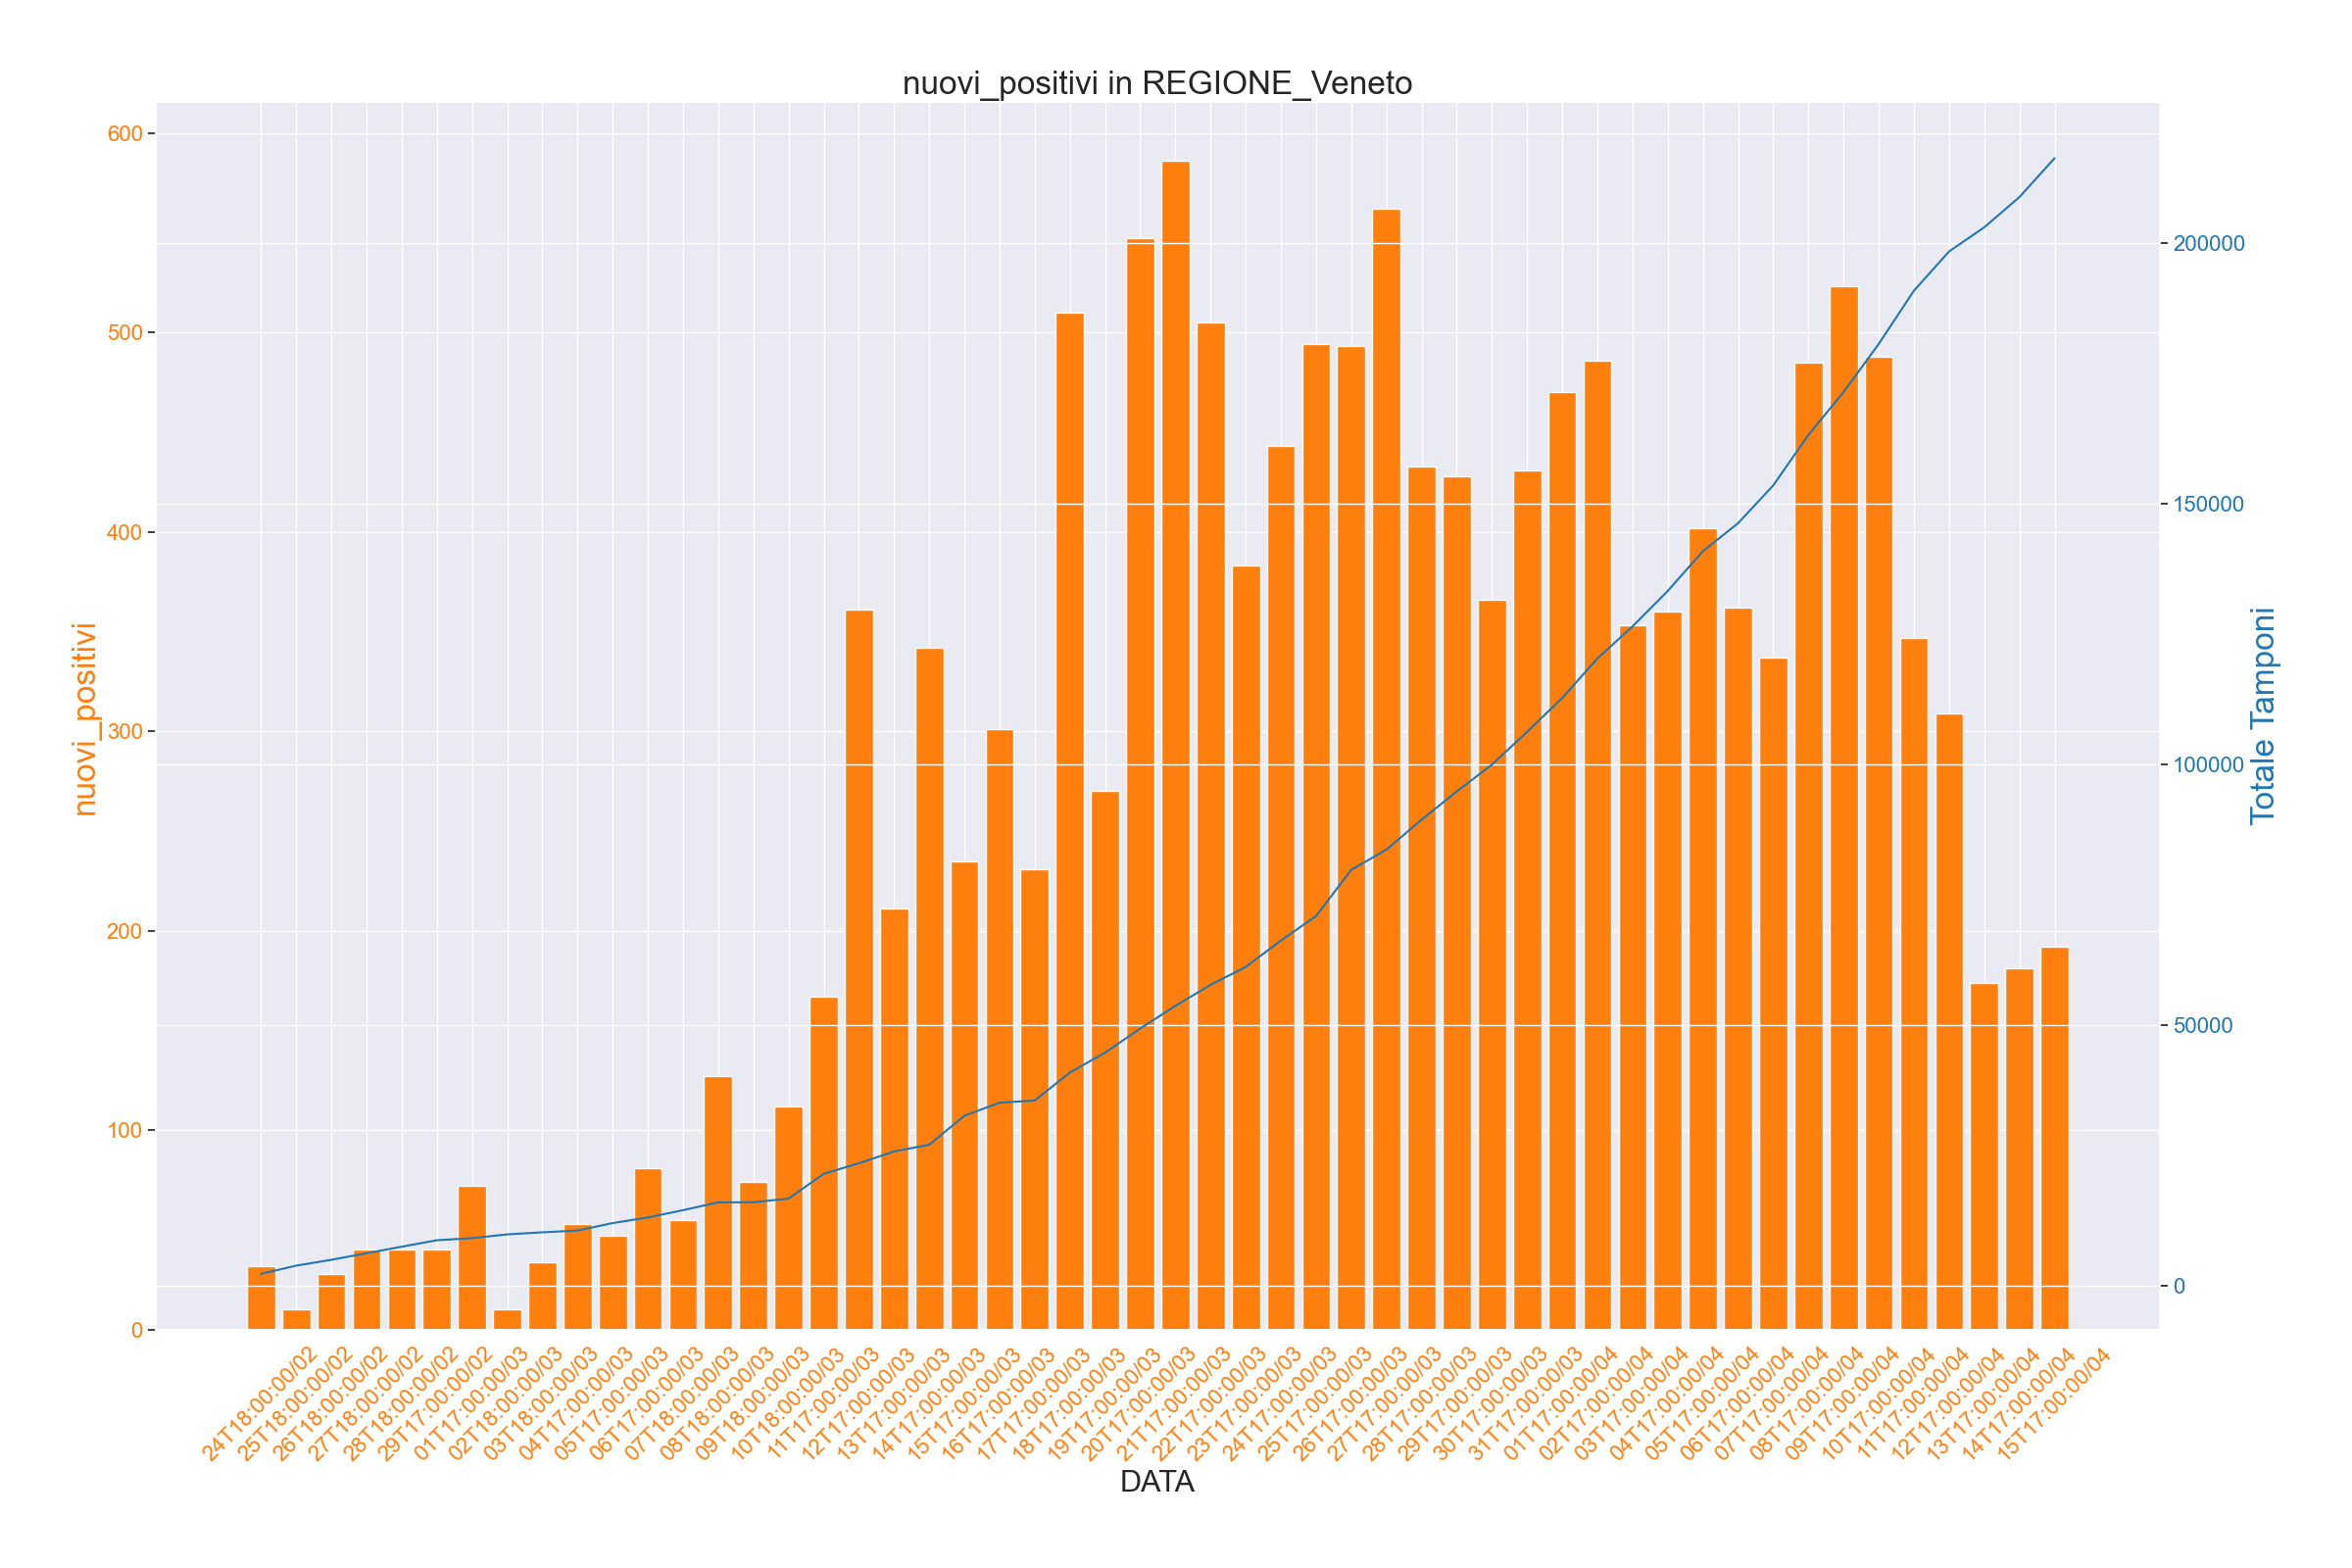 nuovi_positivi in REGIONE_Veneto
600
500
400
300
200
100
0
nuovi_positivi
200000
150000
100000
50000
0
Totale Tamponi
24T18:00:00/02
25T18:00:00/02
26T18:00:00/02
27T18:00:00/02
28T18:00:00/02
29T17:00:00/02
01T17:00:00/03
02T18:00:00/03
03T18:00:00/03
04T17:00:00/03
05T17:00:00/03
06T17:00:00/03
07T18:00:00/03
08T18:00:00/03
09T18:00:00/03
10T18:00:00/03
11T17:00:00/03
12T17:00:00/03
13T17:00:00/03
14T17:00:00/03
15T17:00:00/03
16T17:00:00/03
17T17:00:00/03
18T17:00:00/03
19T17:00:00/03
20T17:00:00/03
21T17:00:00/03
22T17:00:00/03
23T17:00:00/03
24T17:00:00/03
25T17:00:00/03
26T17:00:00/03
27T17:00:00/03
28T17:00:00/03
29T17:00:00/03
30T17:00:00/03
31T17:00:00/03
01T17:00:00/04
02T17:00:00/04
03T17:00:00/04
04T17:00:00/04
05T17:00:00/04
06T17:00:00/04
07T17:00:00/04
08T17:00:00/04
09T17:00:00/04
10T17:00:00/04
11T17:00:00/04
12T17:00:00/04
13T17:00:00/04
14T17:00:00/04
15T17:00:00/04
DATA